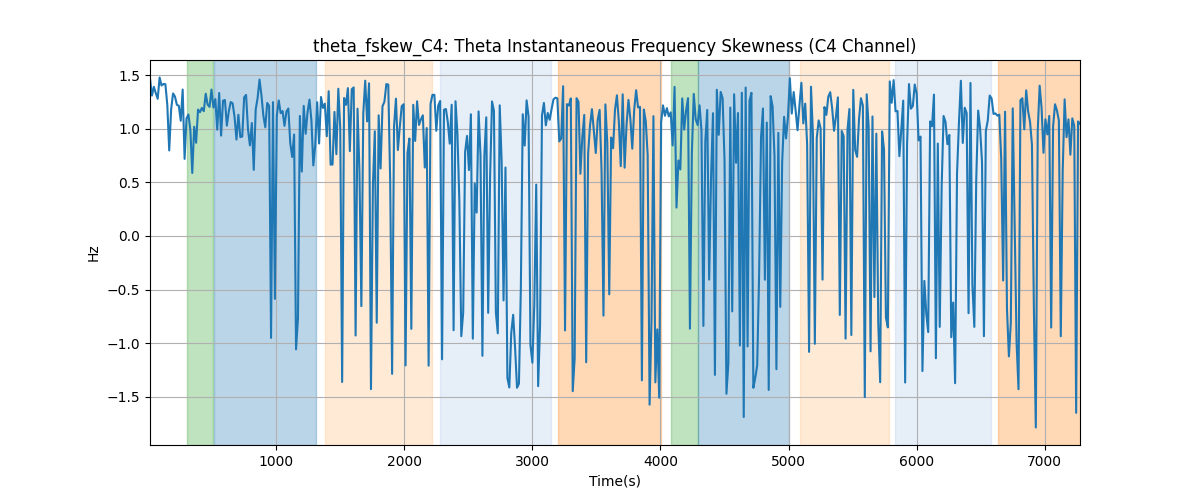 theta_fskew_C4: Theta Instantaneous Frequency Skewness (C4 Channel)
1.5
1.0
0.5
0.0
−0.5
−1.0
−1.5
Hz
1000 2000 3000 4000 5000 6000 7000
Time(s)